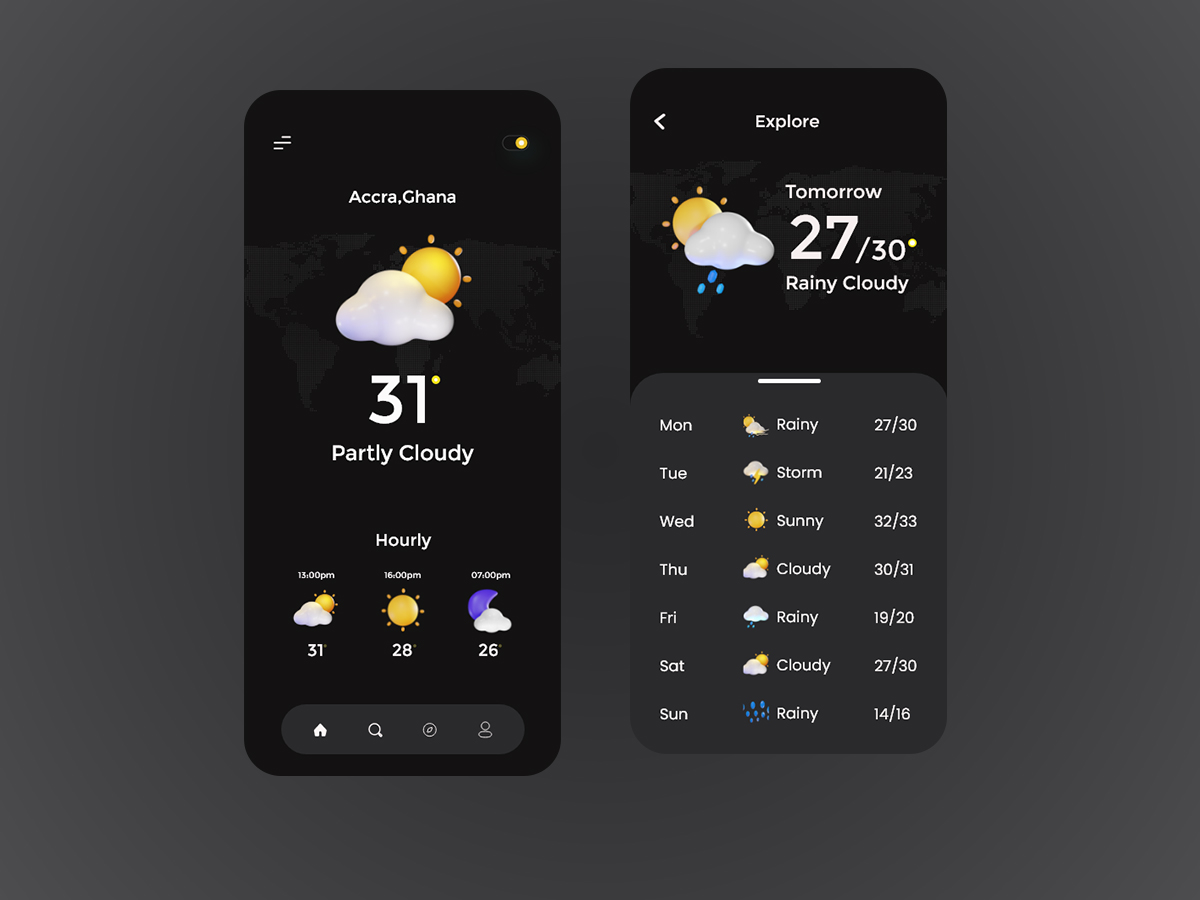 Accra,Ghana
31°
Partly Cloudy
Hourly
13:00pm 16:00pm 07:00pm
31° 28° 26°
Explore
Tomorrow
27/30°
Rainy Cloudy
Mon Rainy 27/30
Tue Storm 21/23
Wed Sunny 32/33
Thu Cloudy 30/31
Fri Rainy 19/20
Sat Cloudy 27/30
Sun Rainy 14/16